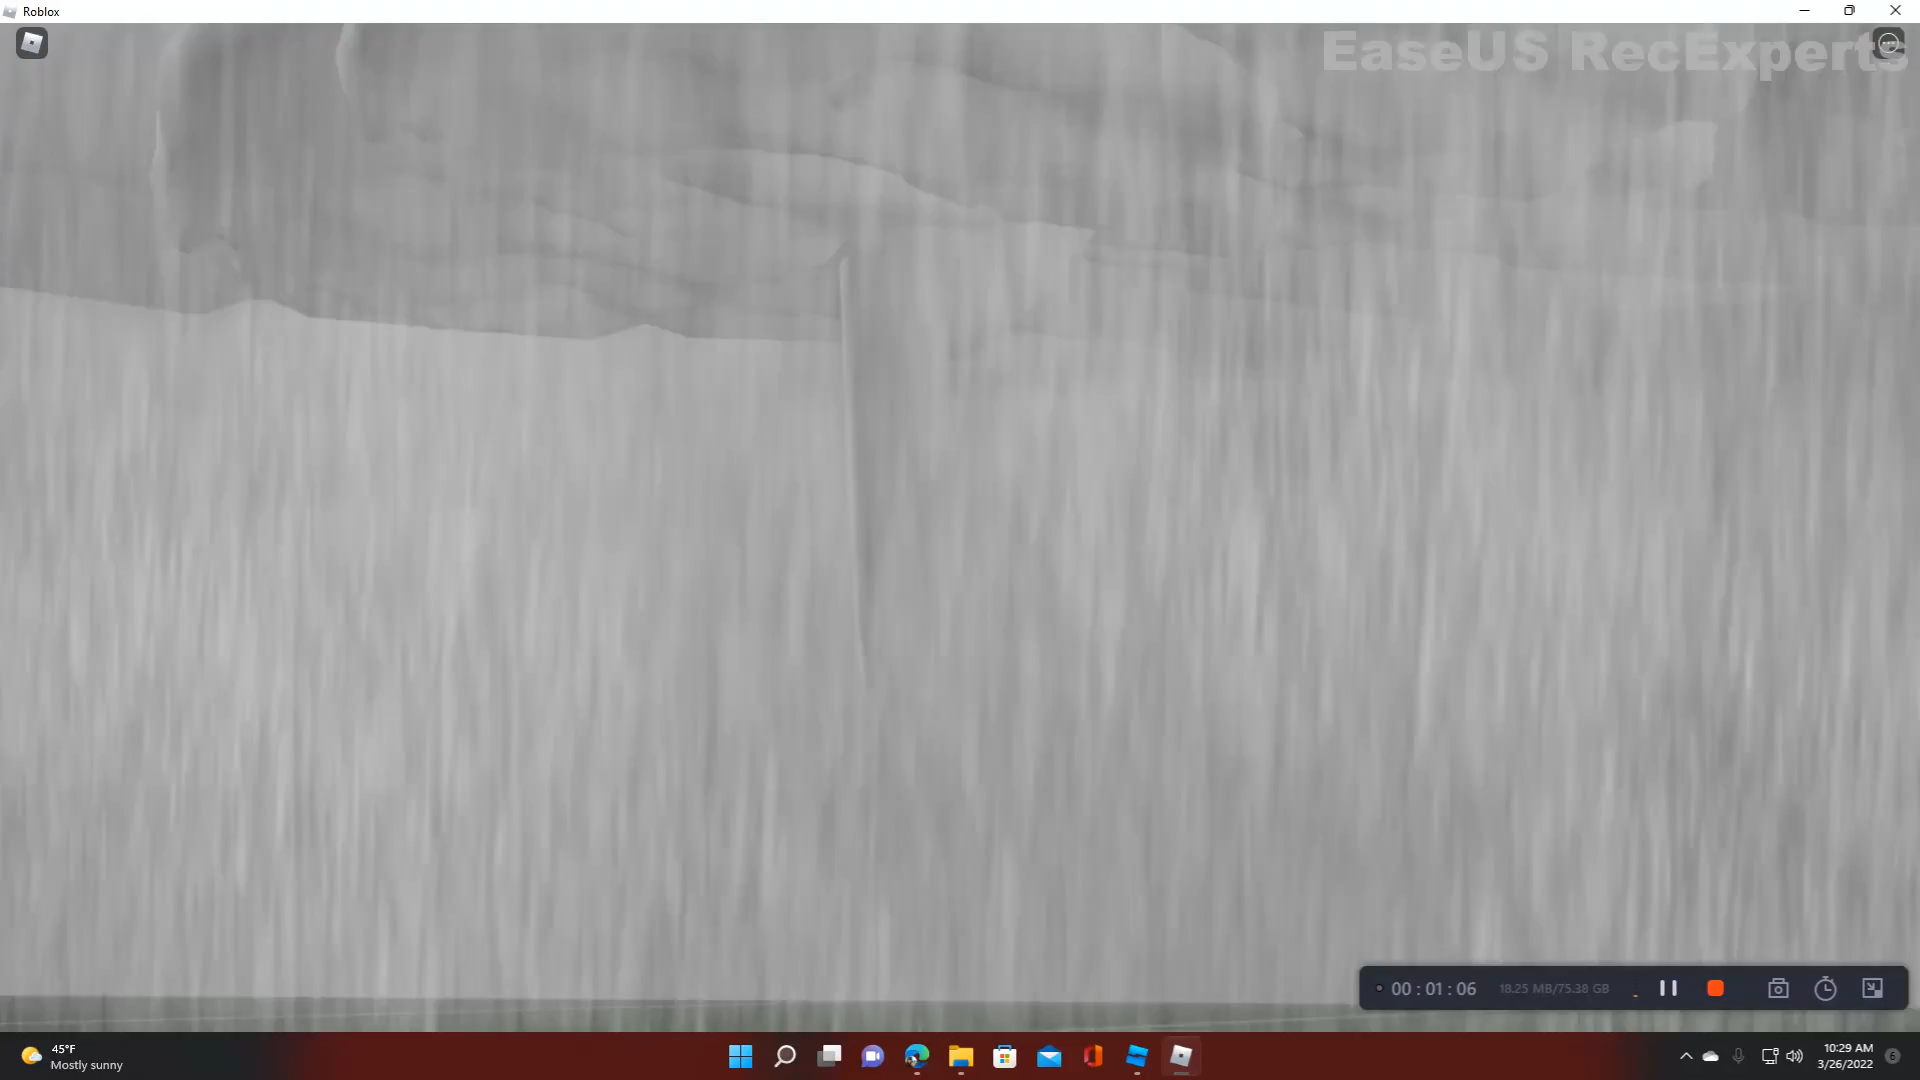 Roblox
EaseUS RecExperts
00 : 01 : 06 18.25 MB/75.38 GB
45°F
Mostly sunny
10:29 AM
3/26/2022
6